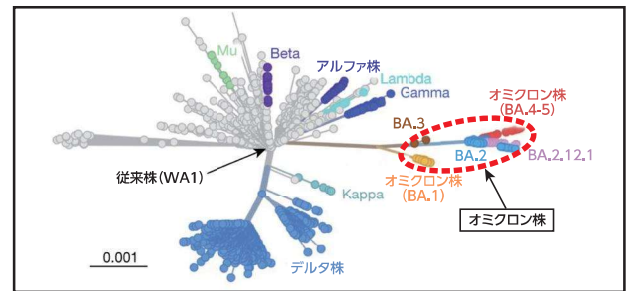 Mu
Beta
アルファ株
Lambda
Gamma
オミクロン株
(BA.4-5)
BA.3
BA.2
BA.2.12.1
従来株(WA1)
オミクロン株
(BA.1)
Kappa
オミクロン株
デルタ株
0.001